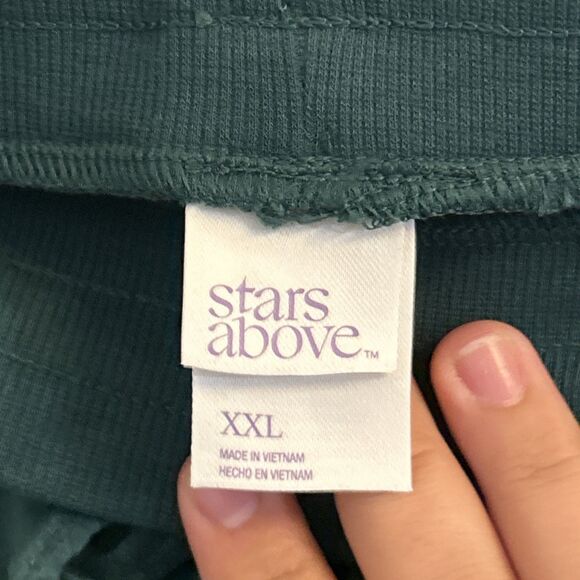 stars
above™
XXL
MADE IN VIETNAM
HECHO EN VIETNAM